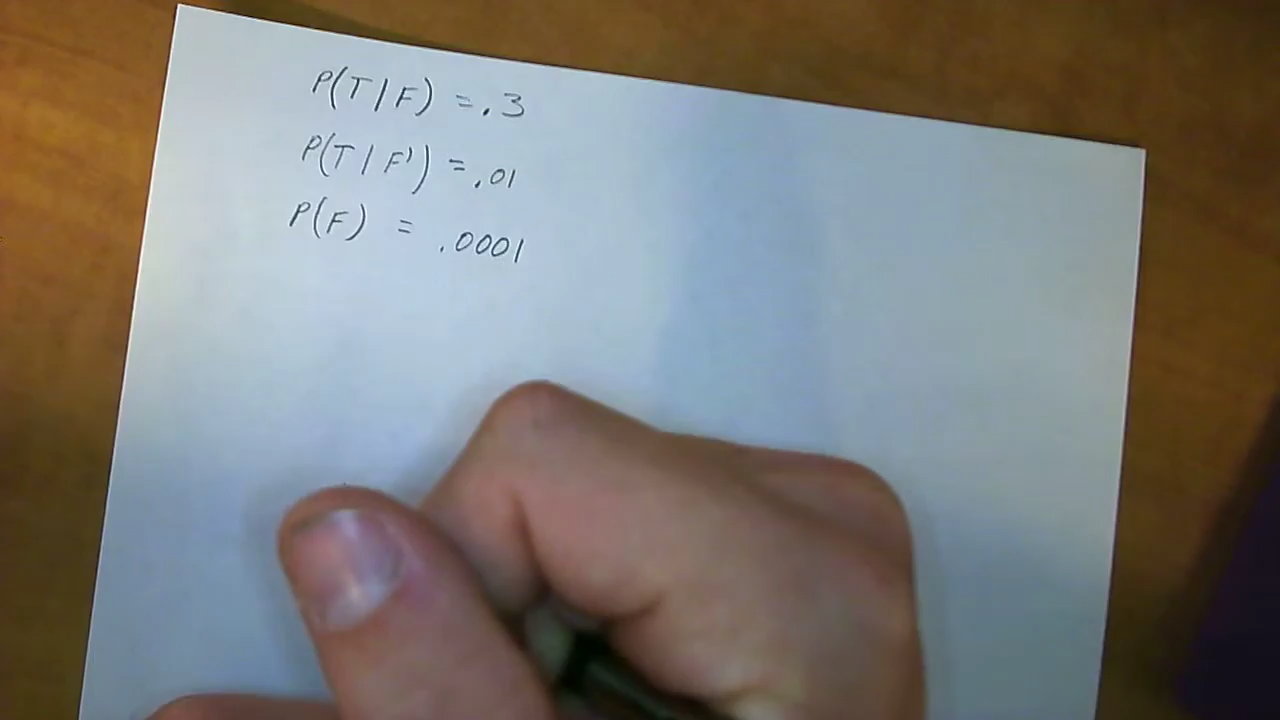 P(T|F) = .3
P(T|F') = .01
P(F) = .0001